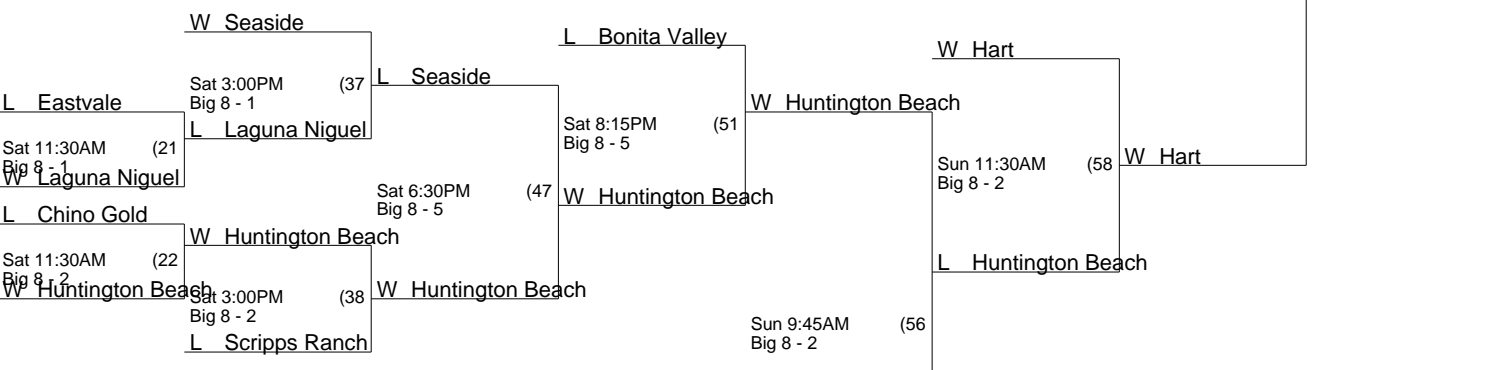 W Seaside
Sat 3:00PM (37
Big 8 - 1
L Eastvale
L Laguna Niguel
Sat 11:30AM (21
Big 8 - 1
W Laguna Niguel
L Chino Gold
W Huntington Beach
Sat 11:30AM (22
Big 8 - 2
W Huntington Beach
Sat 3:00PM (38
Big 8 - 2
L Scripps Ranch
L Seaside
Sat 6:30PM (47
Big 8 - 5
W Huntington Beach
L Bonita Valley
Sat 8:15PM (51
Big 8 - 5
W Huntington Beach
W Huntington Beach
Sun 9:45AM (56
Big 8 - 2
W Hart
Sun 11:30AM (58
Big 8 - 2
L Huntington Beach
W Hart